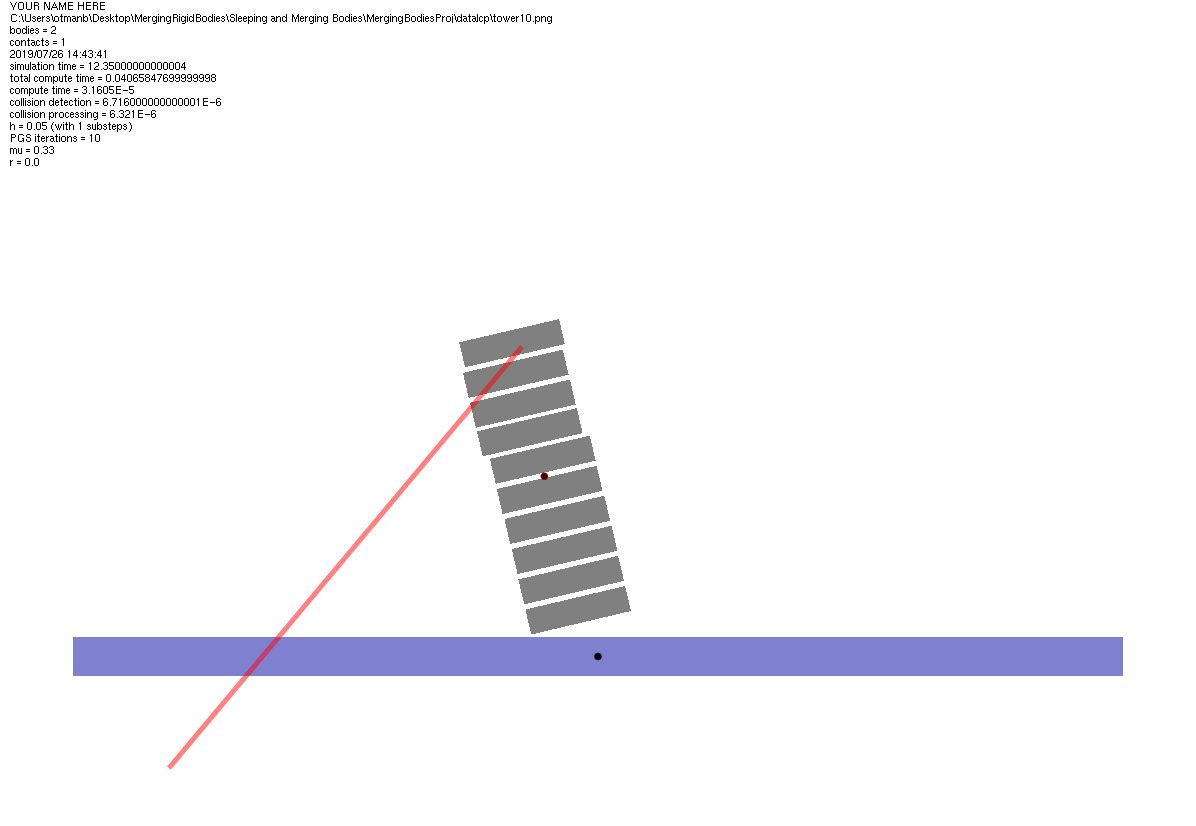 YOUR NAME HERE
C:\Users\otmanb\Desktop\MergingRigidBodies\Sleeping and Merging Bodies\MergingBodiesProj\datalcp\tower10.png
bodies = 2
contacts = 1
2019/07/26 14:43:41
simulation time = 12.35000000000004
total compute time = 0.04065847699999998
compute time = 3.1605E-5
collision detection = 6.716000000000001E-6
collision processing = 6.321E-6
h = 0.05 (with 1 substeps)
PGS iterations = 10
mu = 0.33
r = 0.0